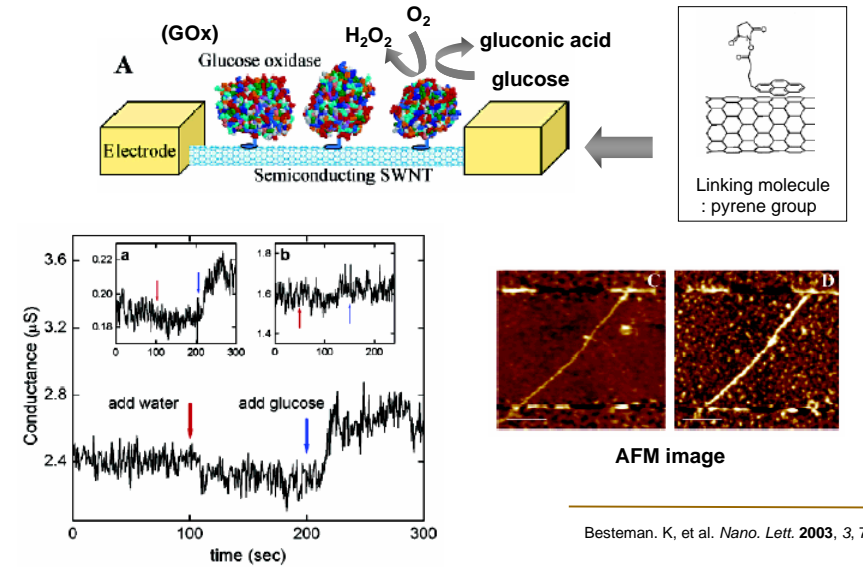 (GOx)
H2O2
O2
gluconic acid
glucose
A
Glucose oxidase
Electrode
Semiconducting SWNT
O
N
O
O
O
Linking molecule
: pyrene group
3.6
3.2
2.8
2.4
Conductance (μS)
0
100
200
300
time (sec)
add water
add glucose
a
0.22
0.20
0.18
0
100
200
300
b
1.8
1.6
1.4
0
100
200
C
D
AFM image
Besteman. K, et al. Nano. Lett. 2003, 3, 7